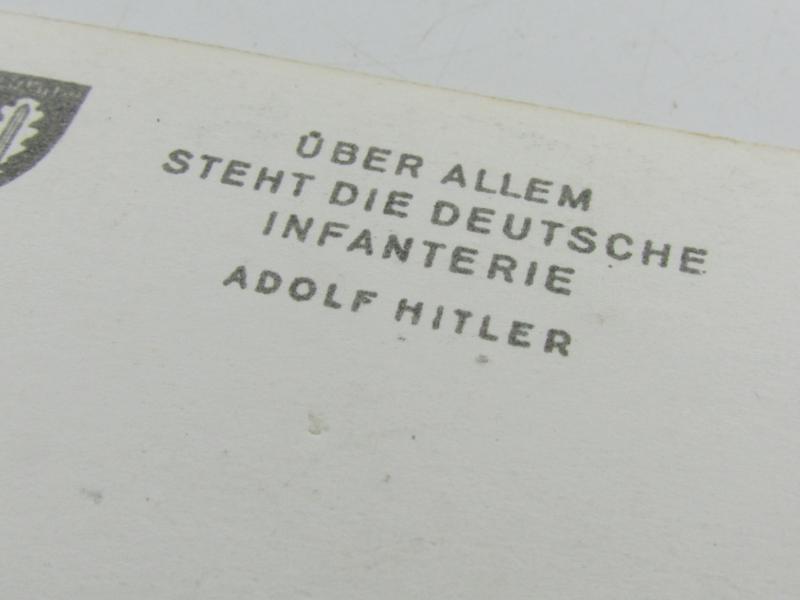 ÜBER ALLEM
STEHT DIE DEUTSCHE
INFANTERIE
ADOLF HITLER